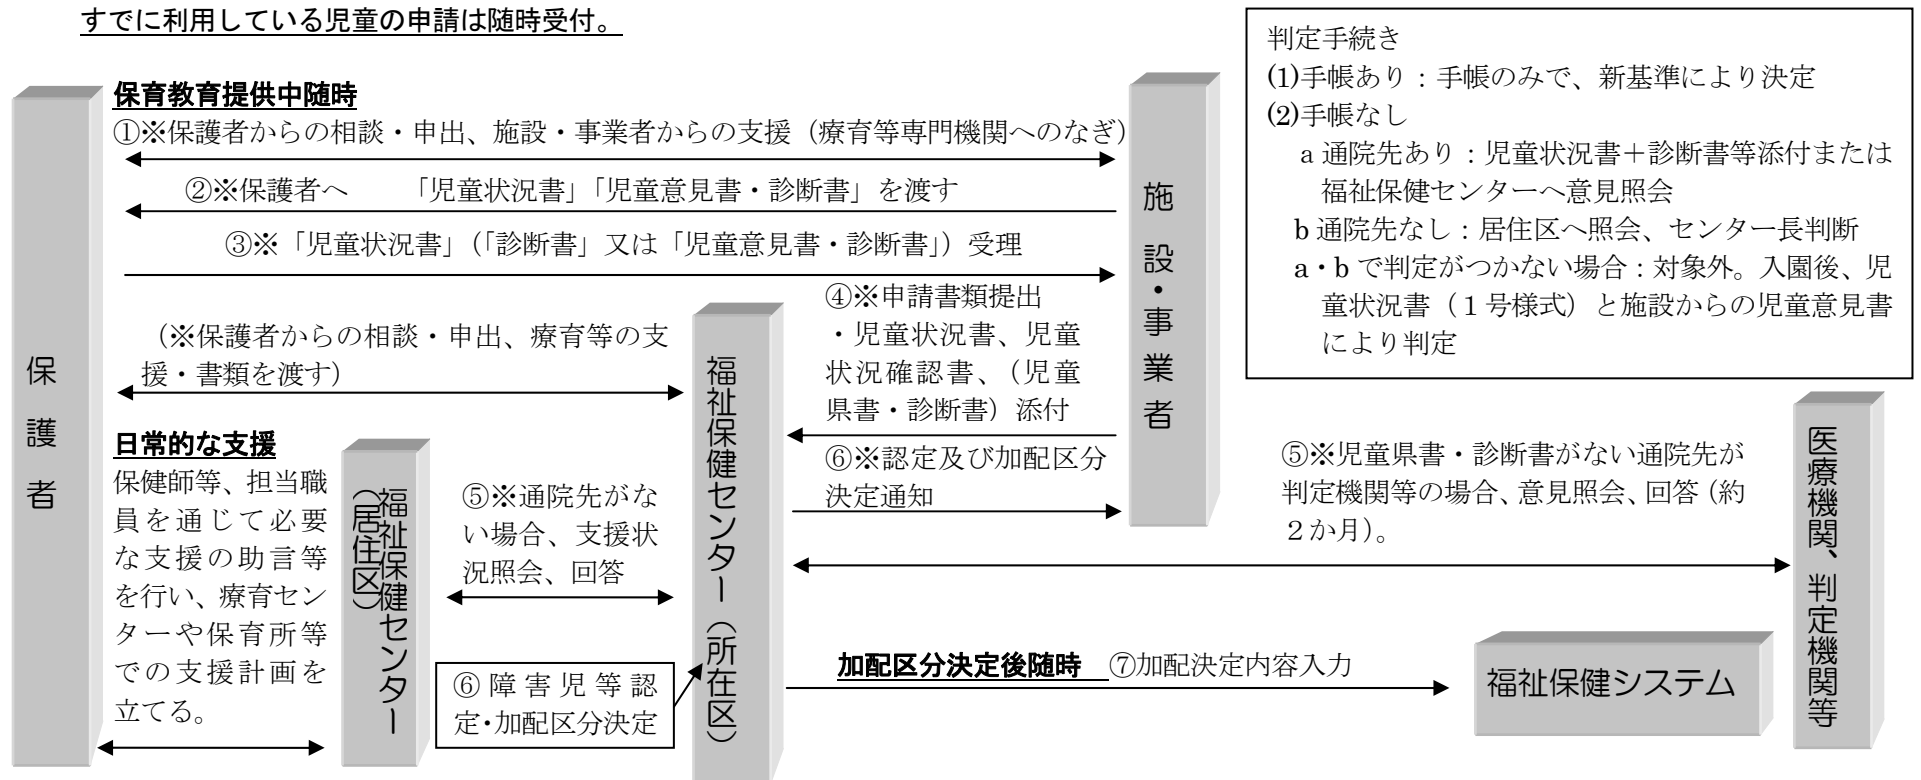 すでに利用している児童の申請は随時受付。
判定手続き
(1)手帳あり：手帳のみで、新基準により決定
(2)手帳なし
a 通院先あり：児童状況書＋診断書等添付または
福祉保健センターへ意見照会
b 通院先なし：居住区へ照会、センター長判断
a・b で判定がつかない場合：対象外。入園後、児
童状況書（１号様式）と施設からの児童意見書
により判定
保育教育提供中随時
①※保護者からの相談・申出、施設・事業者からの支援（療育等専門機関へのなぎ）
②※保護者へ　「児童状況書」「児童意見書・診断書」を渡す
③※「児童状況書」（「診断書」又は「児童意見書・診断書」）受理
保護者
施設・事業者
④※申請書類提出
・児童状況書、児童
状況確認書、（児童
県書・診断書）添付
（※保護者からの相談・申出、療育等の支
援・書類を渡す）
福祉保健センター（所在区）
⑥※認定及び加配区分
決定通知
日常的な支援
保健師等、担当職
員を通じて必要
な支援の助言等
を行い、療育セン
ターや保育所等
での支援計画を
立てる。
福祉保健センター
（居住区）
⑤※通院先がな
い場合、支援状
況照会、回答
⑤※児童県書・診断書がない通院先が
判定機関等の場合、意見照会、回答（約
２か月）。
医療機関、判定機関等
⑥障害児等認
定・加配区分決定
加配区分決定後随時　⑦加配決定内容入力
福祉保健システム